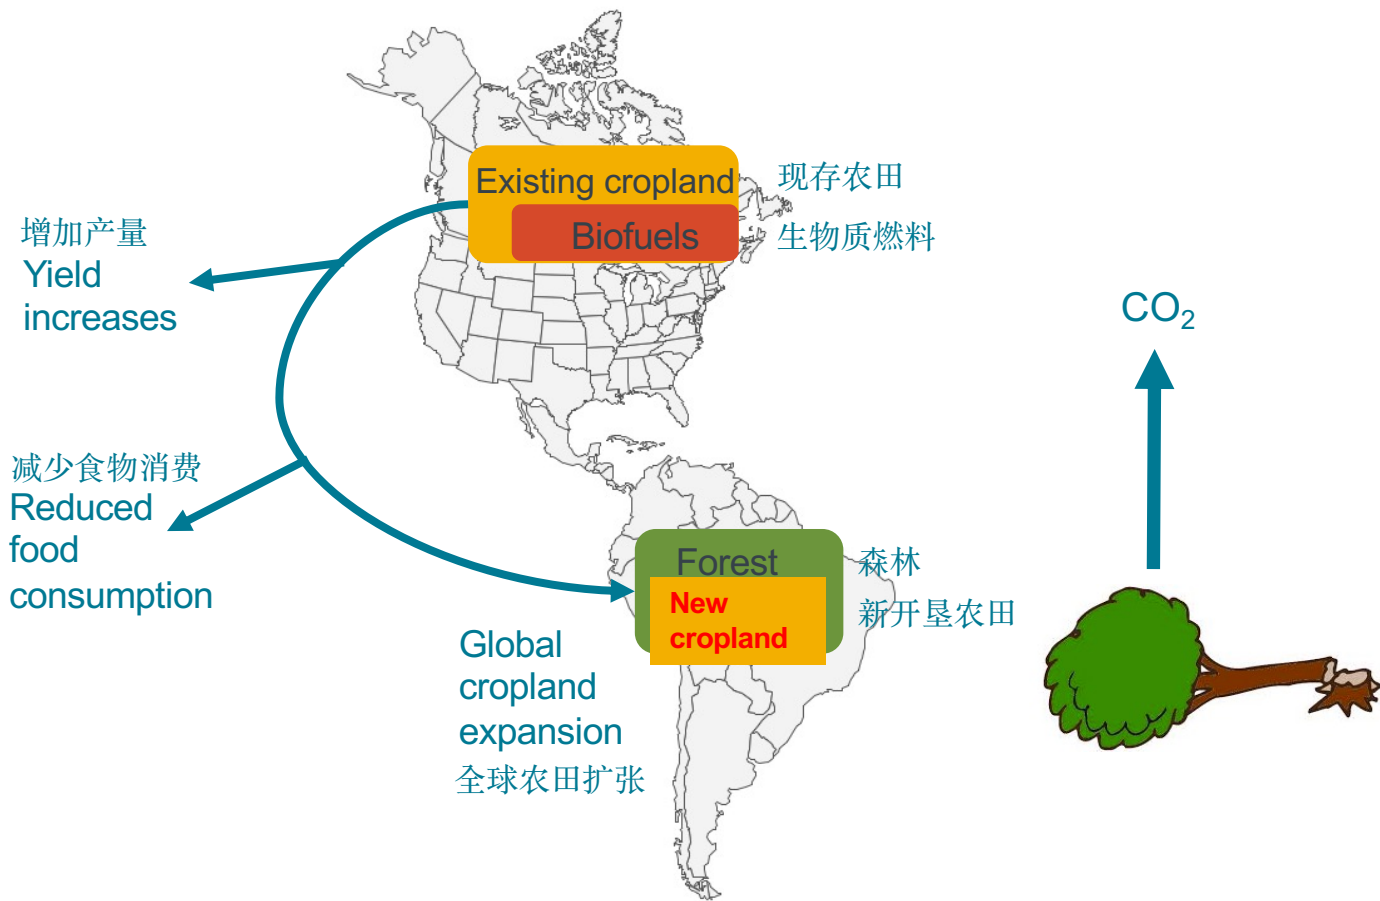 Existing cropland
现存农田
Biofuels
生物质燃料
增加产量
Yield
increases
CO₂
减少食物消费
Reduced
food
consumption
Forest
森林
New
cropland
新开垦农田
Global
cropland
expansion
全球农田扩张